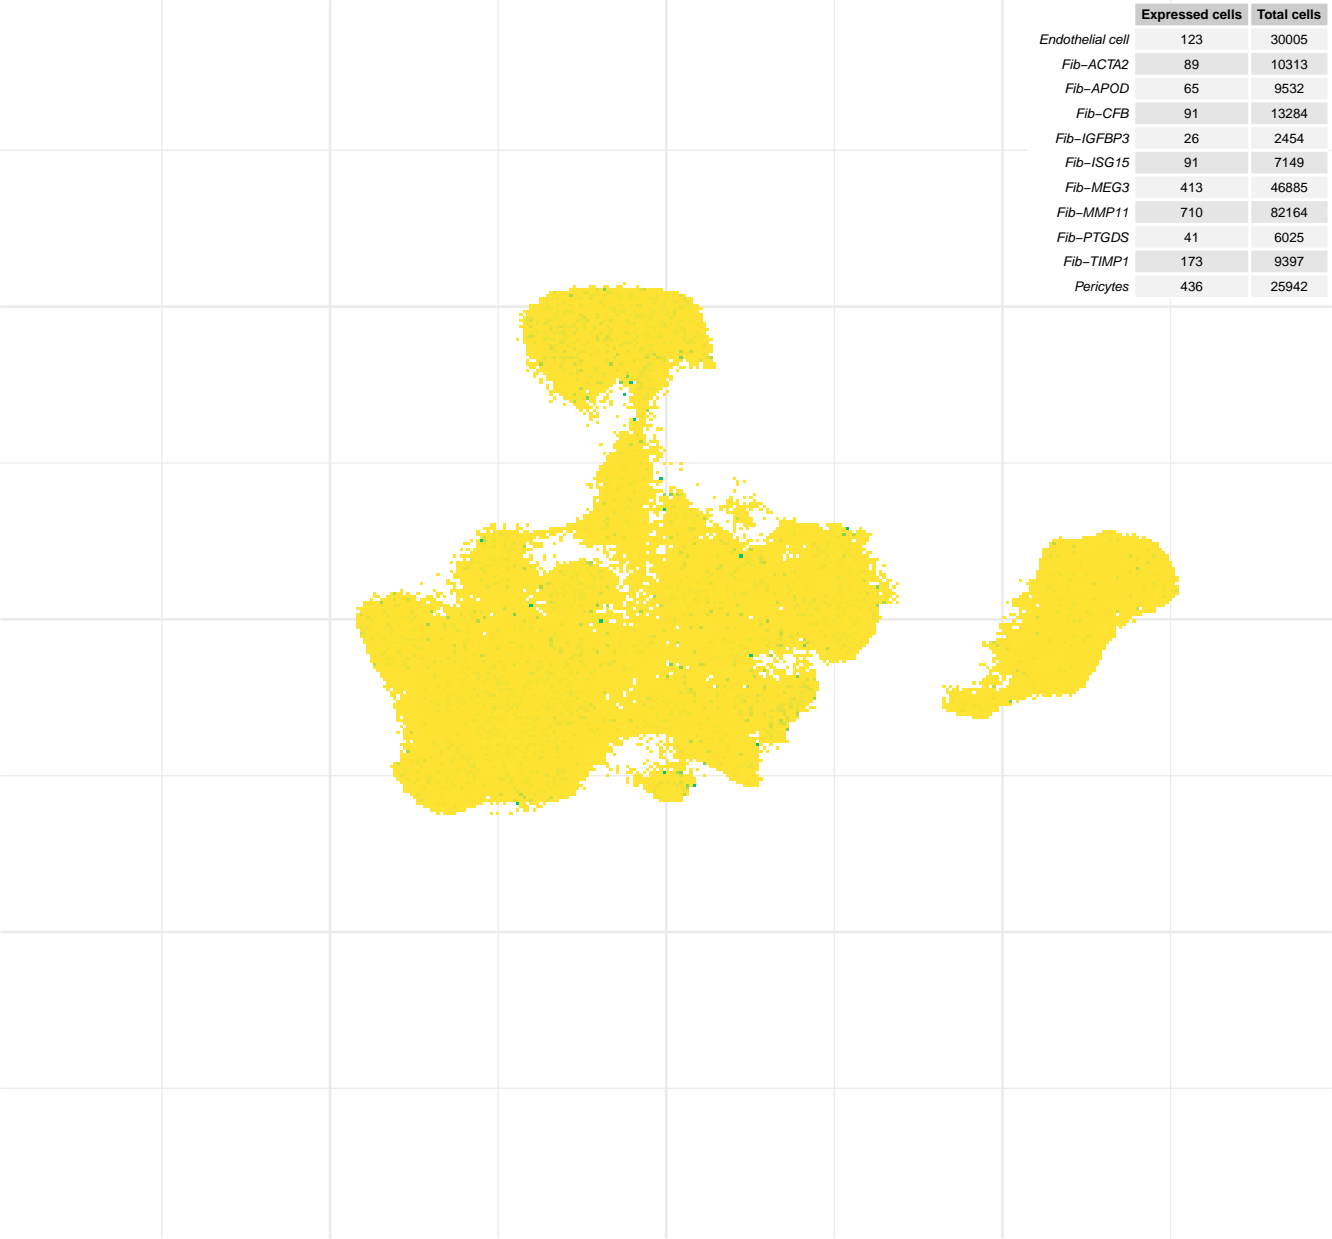 Expressed cells Total cells
Endothelial cell 123 30005
Fib−ACTA2 89 10313
Fib−APOD 65 9532
Fib−CFB 91 13284
Fib−IGFBP3 26 2454
Fib−ISG15 91 7149
Fib−MEG3 413 46885
Fib−MMP11 710 82164
Fib−PTGDS 41 6025
Fib−TIMP1 173 9397
Pericytes 436 25942